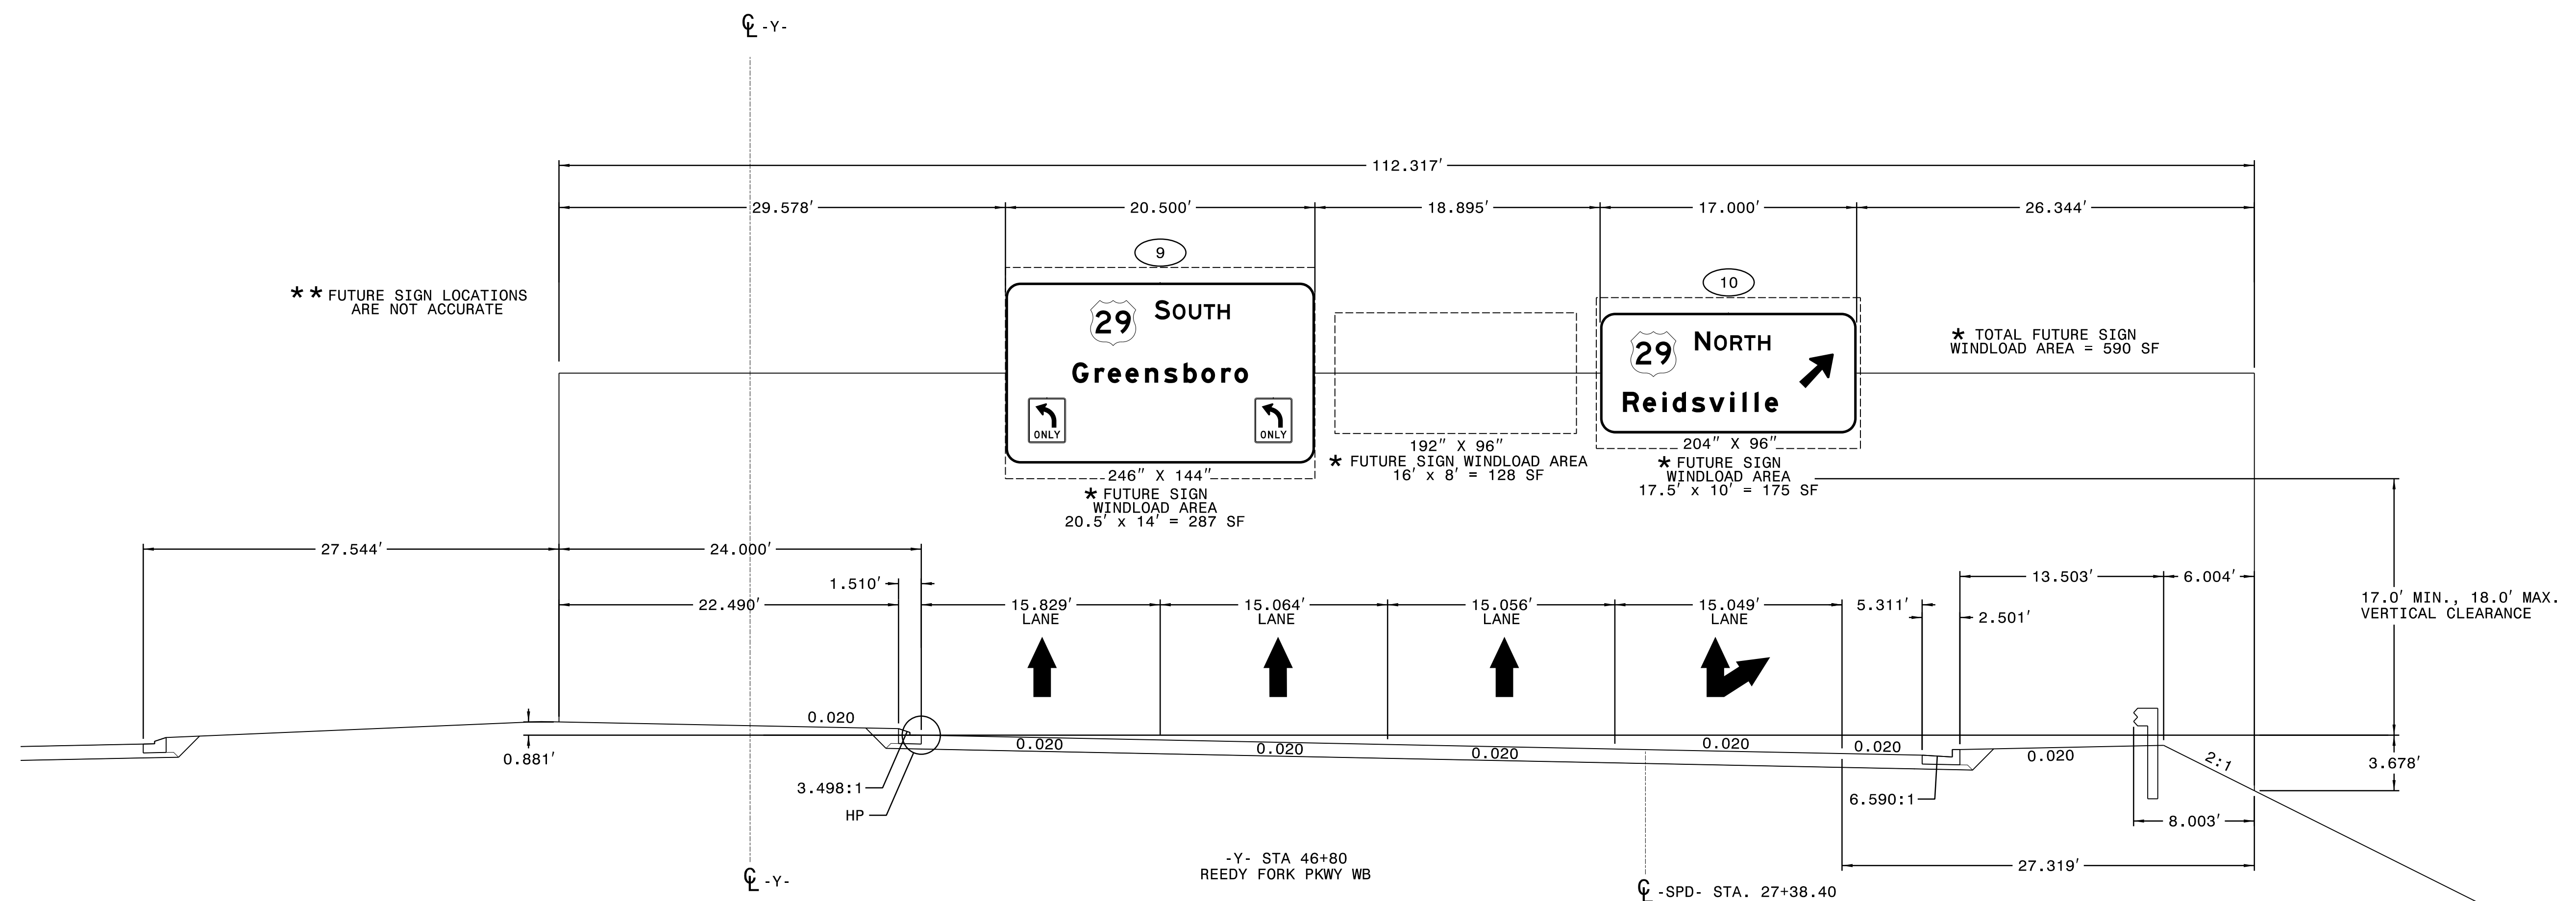 ℄ -Y-
112.317′
29.578′
20.500′
18.895′
17.000′
26.344′
9
10
** FUTURE SIGN LOCATIONS
ARE NOT ACCURATE
29 SOUTH
Greensboro
ONLY
ONLY
246″ X 144″
* FUTURE SIGN
WINDLOAD AREA
20.5′ x 14′ = 287 SF
192″ X 96″
* FUTURE SIGN WINDLOAD AREA
16′ x 8′ = 128 SF
29 NORTH
Reidsville
204″ X 96″
* FUTURE SIGN
WINDLOAD AREA
17.5′ x 10′ = 175 SF
* TOTAL FUTURE SIGN
WINDLOAD AREA = 590 SF
27.544′
24.000′
1.510′
22.490′
15.829′
LANE
15.064′
LANE
15.056′
LANE
15.049′
LANE
5.311′
2.501′
13.503′
6.004′
17.0′ MIN., 18.0′ MAX.
VERTICAL CLEARANCE
0.020
0.881′
0.020
0.020
0.020
0.020
0.020
0.020
2:1
3.678′
3.498:1
HP
6.590:1
8.003′
27.319′
-Y- STA 46+80
REEDY FORK PKWY WB
℄ -Y-
℄ -SPD- STA. 27+38.40